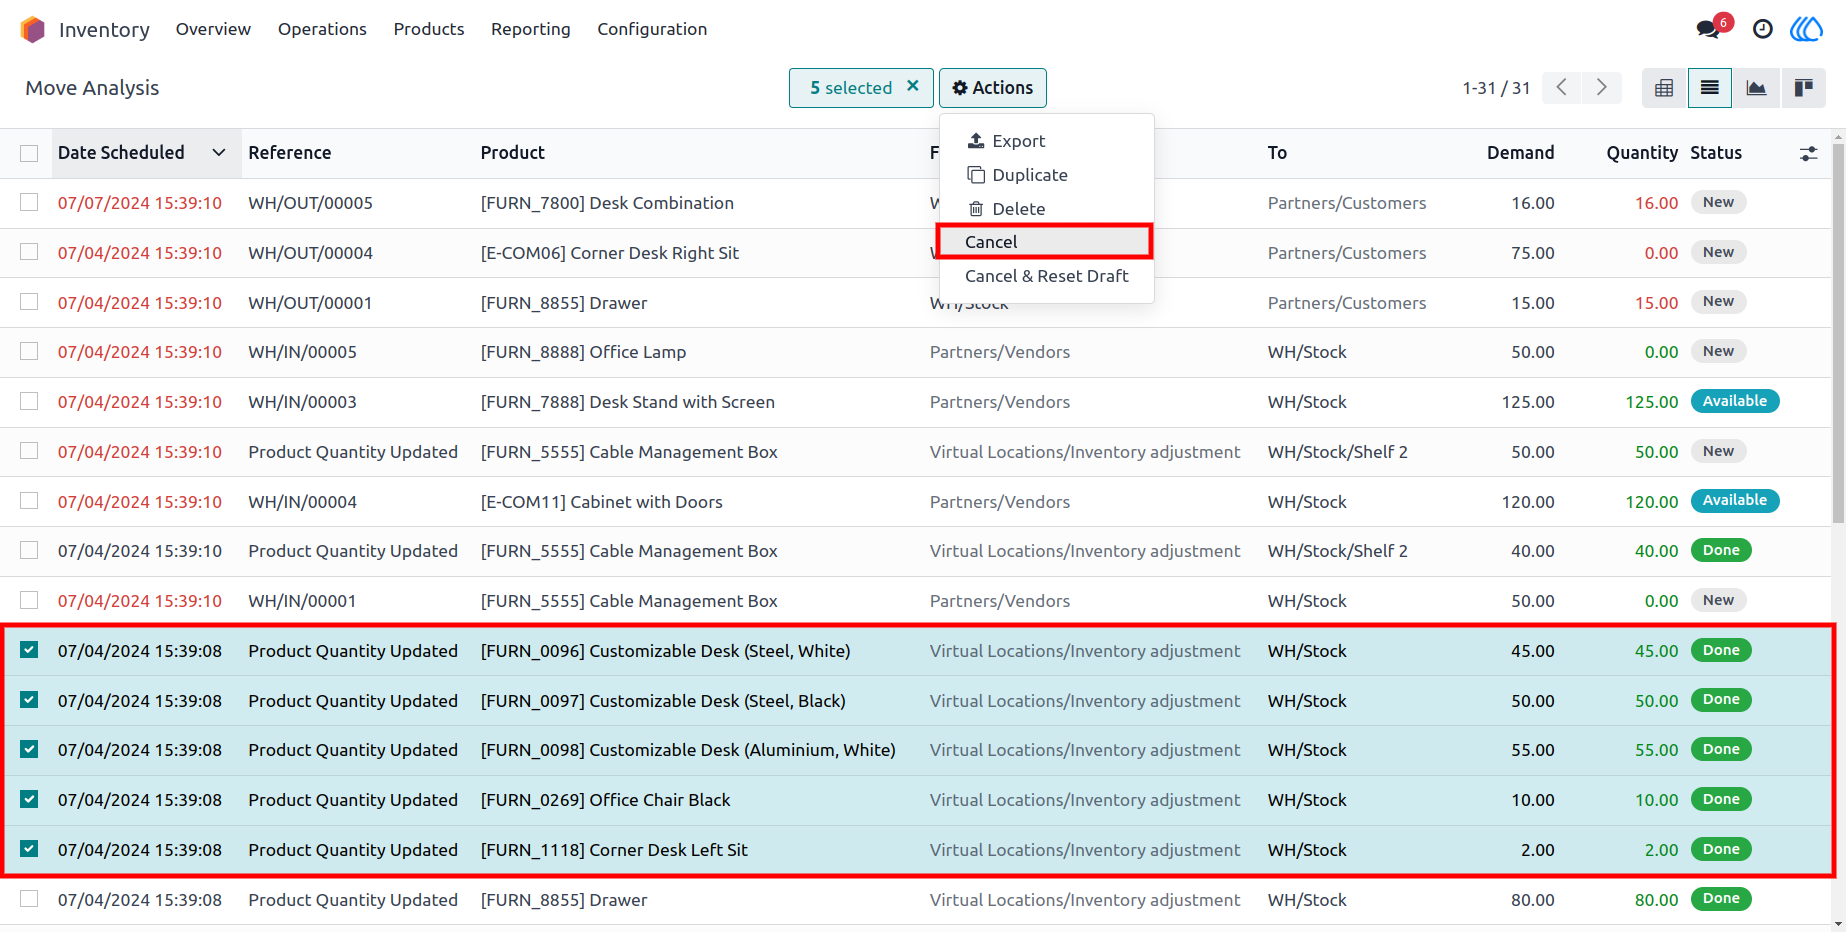 Inventory Overview Operations Products Reporting Configuration 6
Move Analysis 5 selected Actions 1-31 / 31
Export
Duplicate
Delete
Cancel
Cancel & Reset Draft
Date Scheduled Reference Product F To Demand Quantity Status
07/07/2024 15:39:10 WH/OUT/00005 [FURN_7800] Desk Combination Partners/Customers 16.00 16.00 New
07/04/2024 15:39:10 WH/OUT/00004 [E-COM06] Corner Desk Right Sit Partners/Customers 75.00 0.00 New
07/04/2024 15:39:10 WH/OUT/00001 [FURN_8855] Drawer WH/Stock Partners/Customers 15.00 15.00 New
07/04/2024 15:39:10 WH/IN/00005 [FURN_8888] Office Lamp Partners/Vendors WH/Stock 50.00 0.00 New
07/04/2024 15:39:10 WH/IN/00003 [FURN_7888] Desk Stand with Screen Partners/Vendors WH/Stock 125.00 125.00 Available
07/04/2024 15:39:10 Product Quantity Updated [FURN_5555] Cable Management Box Virtual Locations/Inventory adjustment WH/Stock/Shelf 2 50.00 50.00 New
07/04/2024 15:39:10 WH/IN/00004 [E-COM11] Cabinet with Doors Partners/Vendors WH/Stock 120.00 120.00 Available
07/04/2024 15:39:10 Product Quantity Updated [FURN_5555] Cable Management Box Virtual Locations/Inventory adjustment WH/Stock/Shelf 2 40.00 40.00 Done
07/04/2024 15:39:10 WH/IN/00001 [FURN_5555] Cable Management Box Partners/Vendors WH/Stock 50.00 0.00 New
07/04/2024 15:39:08 Product Quantity Updated [FURN_0096] Customizable Desk (Steel, White) Virtual Locations/Inventory adjustment WH/Stock 45.00 45.00 Done
07/04/2024 15:39:08 Product Quantity Updated [FURN_0097] Customizable Desk (Steel, Black) Virtual Locations/Inventory adjustment WH/Stock 50.00 50.00 Done
07/04/2024 15:39:08 Product Quantity Updated [FURN_0098] Customizable Desk (Aluminium, White) Virtual Locations/Inventory adjustment WH/Stock 55.00 55.00 Done
07/04/2024 15:39:08 Product Quantity Updated [FURN_0269] Office Chair Black Virtual Locations/Inventory adjustment WH/Stock 10.00 10.00 Done
07/04/2024 15:39:08 Product Quantity Updated [FURN_1118] Corner Desk Left Sit Virtual Locations/Inventory adjustment WH/Stock 2.00 2.00 Done
07/04/2024 15:39:08 Product Quantity Updated [FURN_8855] Drawer Virtual Locations/Inventory adjustment WH/Stock 80.00 80.00 Done